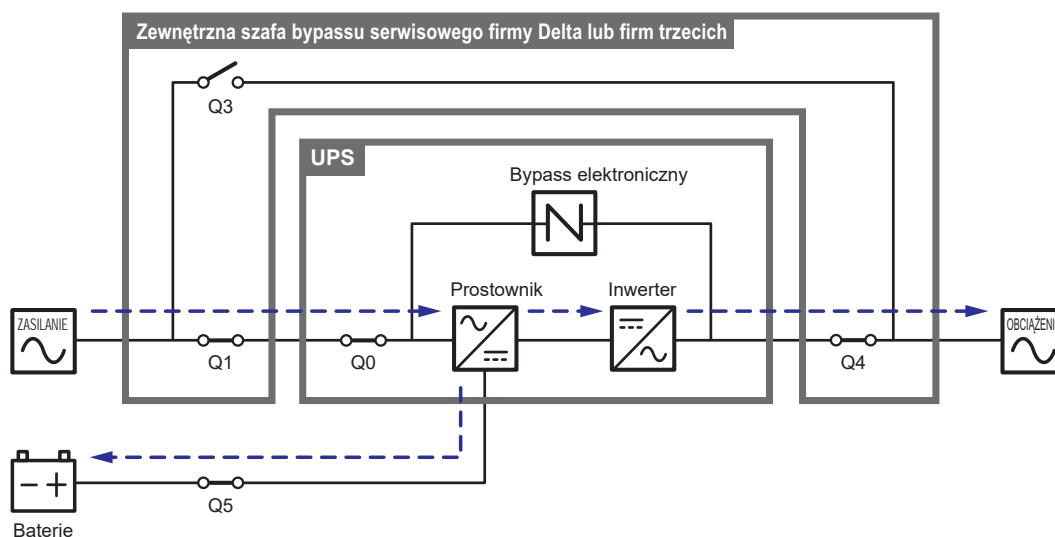 Zewnętrzna szafa bypassu serwisowego firmy Delta lub firm trzecich
Q3
UPS
Bypass elektroniczny
Prostownik
Inwerter
ZASILANIE
OBCIĄŻENI
Q1
Q0
Q4
Q5
Baterie